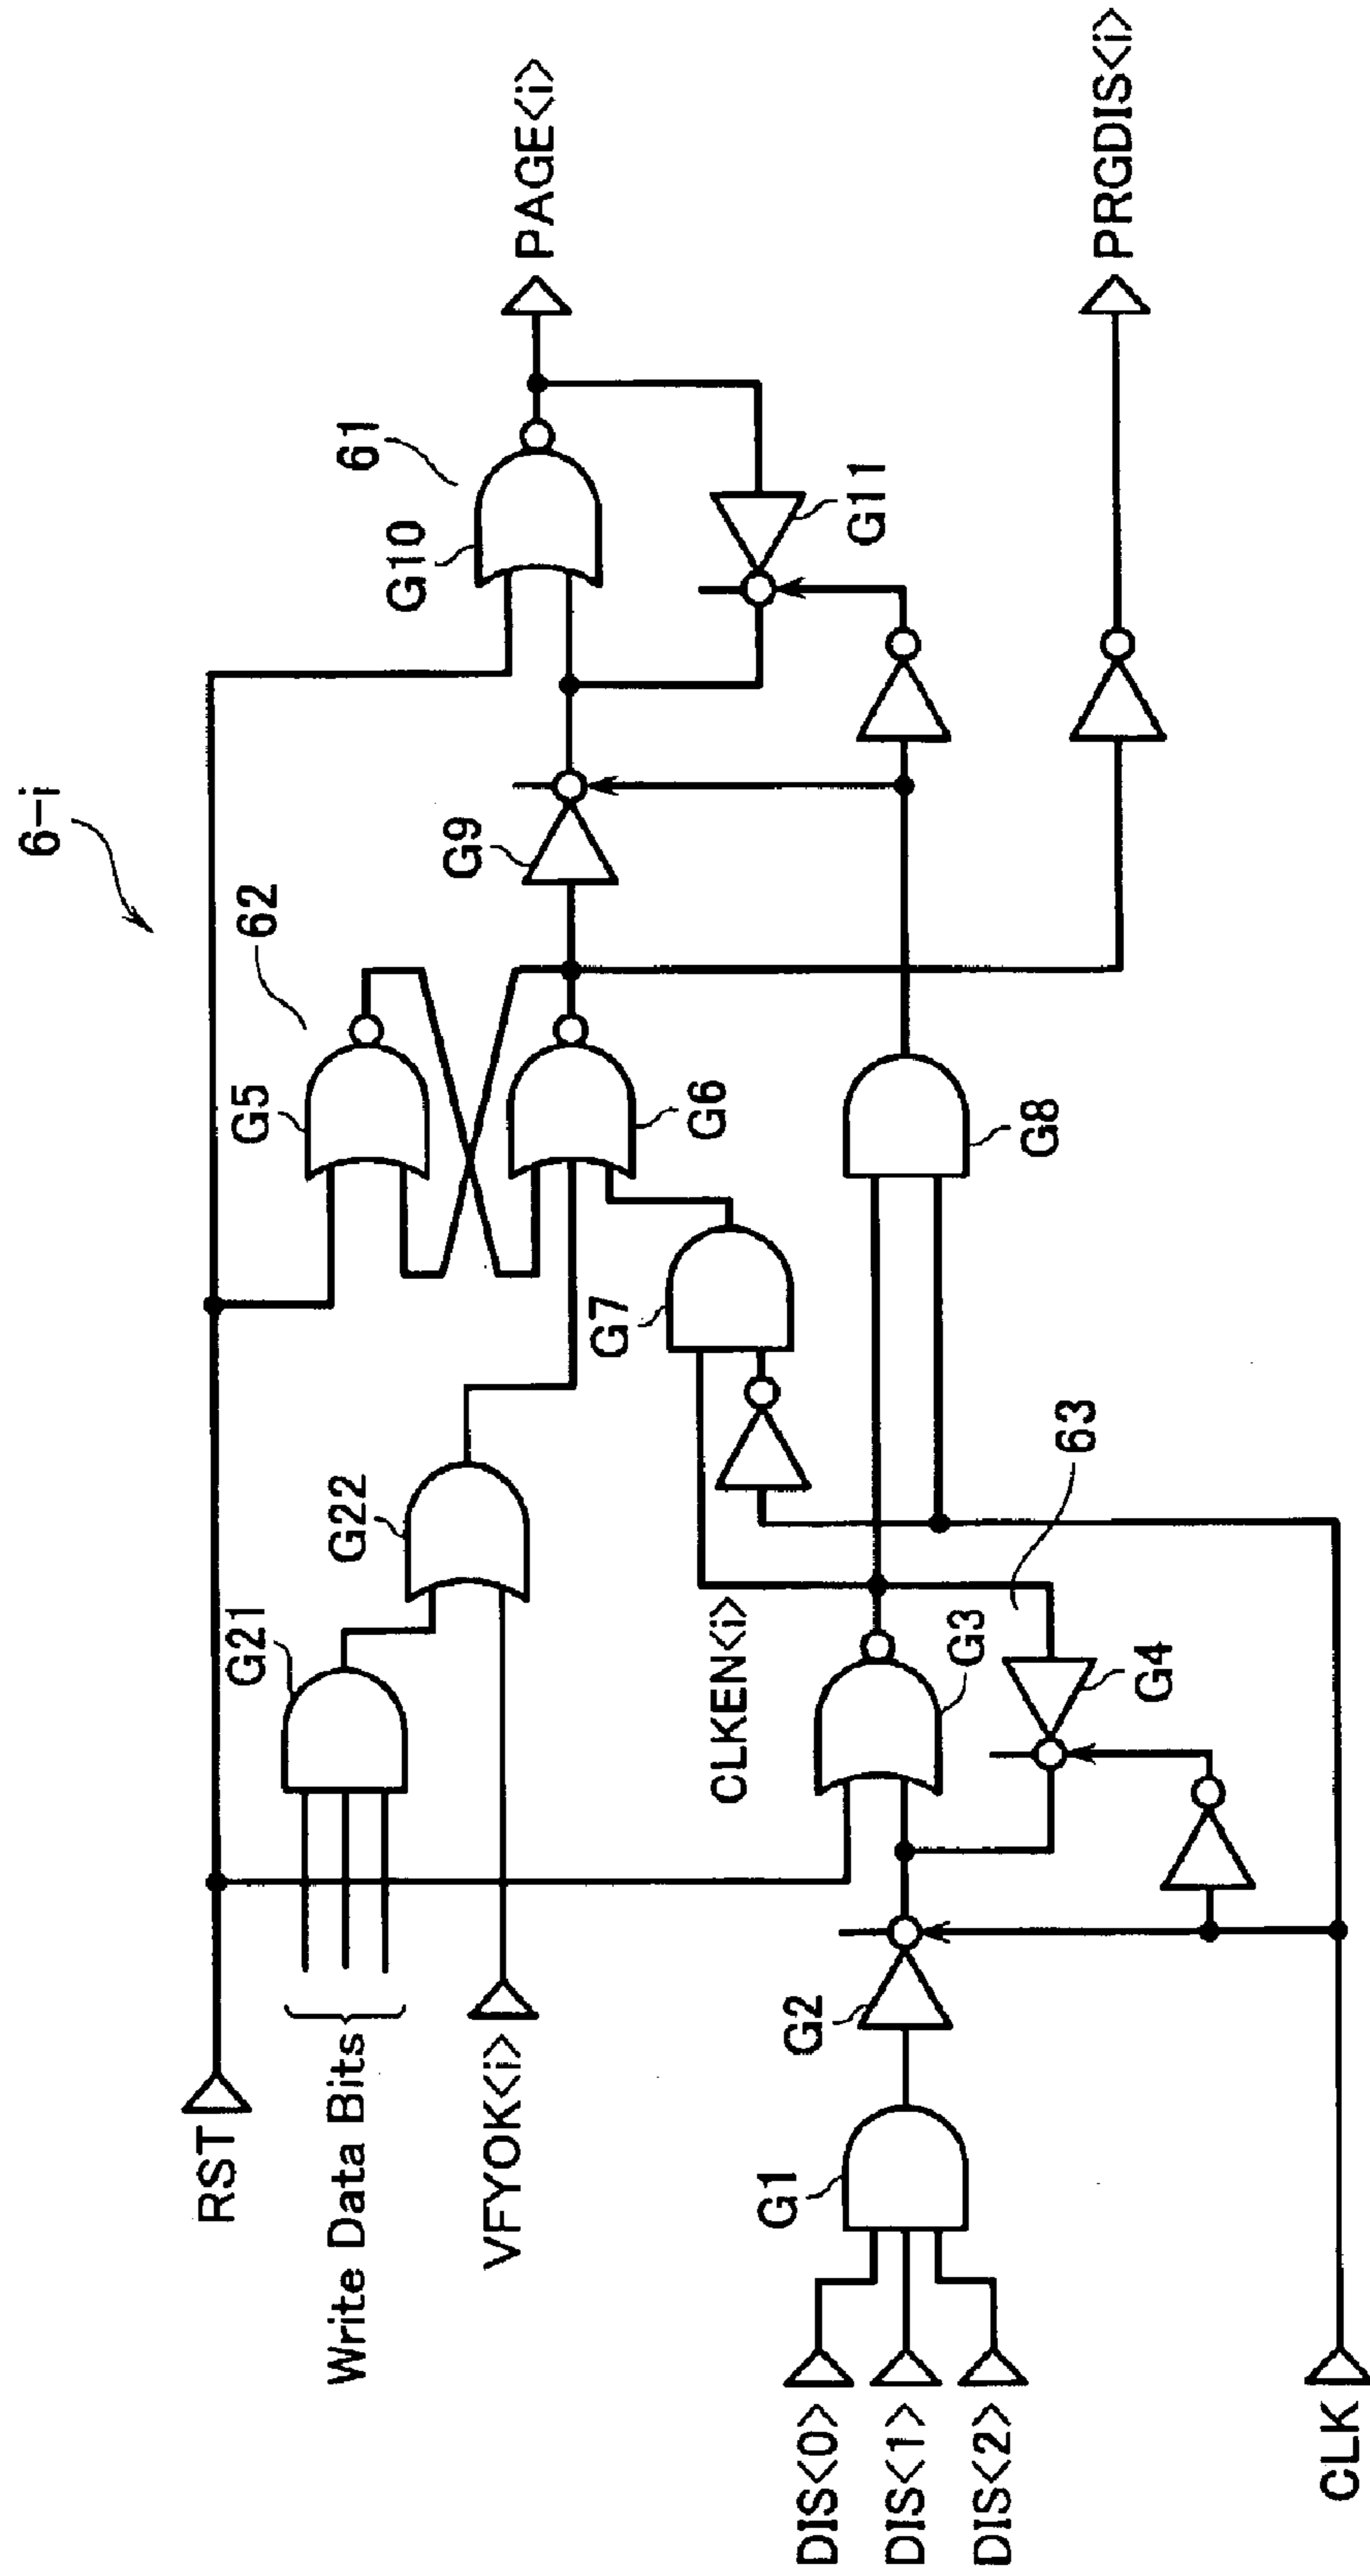 6-i
RST
Write Data Bits
VFYOK<i>
DIS<0>
DIS<1>
DIS<2>
CLK
G1
G2
G21
G22
CLKEN<i>
G3
G4
63
G5
62
G6
G7
G8
G9
G10
61
G11
PAGE<i>
PRGDIS<i>